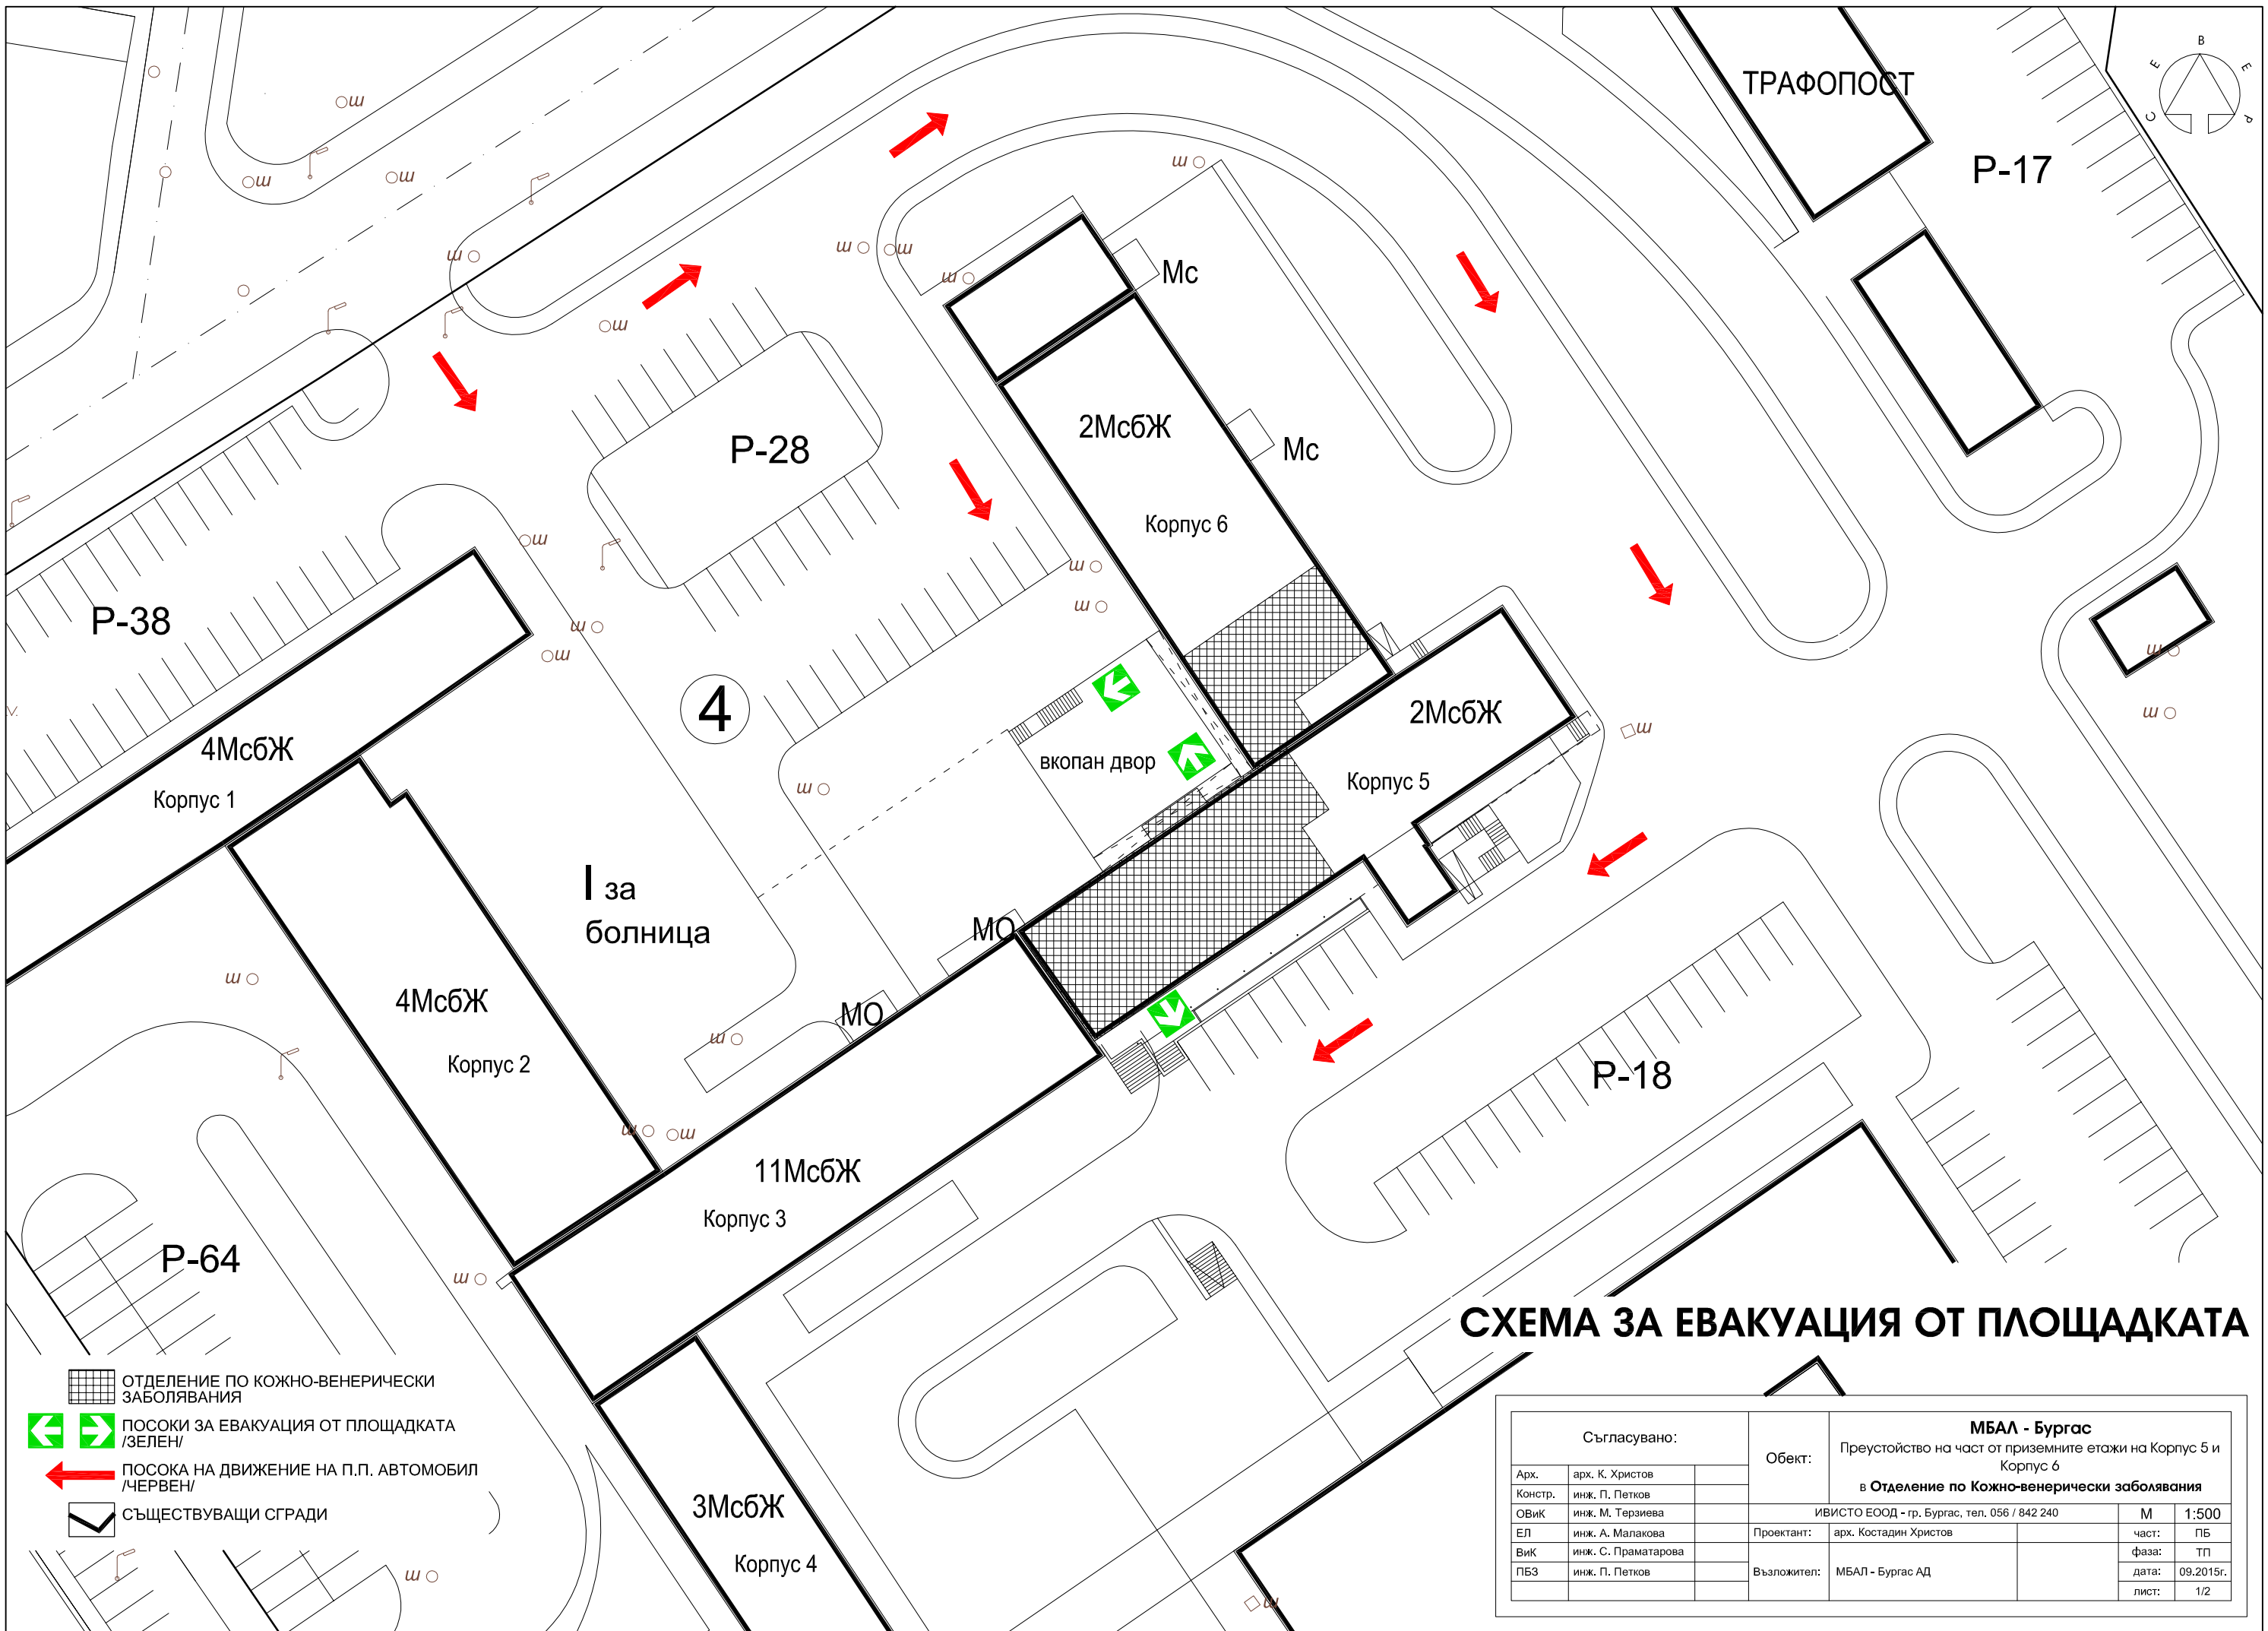 С Е В Е Р
ТРАФОПОСТ
Р-17
ш
ш
ш
ш
ш
ш
ш
ш
ш
ш
Мс
2МсбЖ
Мс
Р-28
Корпус 6
ш
ш
ш
ш
ш
Р-38
4
2МсбЖ
ш
ш
ш
вкопан двор
4МсбЖ
Корпус 1
Корпус 5
ш
I за
болница
МО
МО
ш
4МсбЖ
Корпус 2
ш
Р-18
ш
ш
11МсбЖ
Корпус 3
Р-64
ш
СХЕМА ЗА ЕВАКУАЦИЯ ОТ ПЛОЩАДКАТА
ОТДЕЛЕНИЕ ПО КОЖНО-ВЕНЕРИЧЕСКИ
ЗАБОЛЯВАНИЯ
ПОСОКИ ЗА ЕВАКУАЦИЯ ОТ ПЛОЩАДКАТА
/ЗЕЛЕН/
ПОСОКА НА ДВИЖЕНИЕ НА П.П. АВТОМОБИЛ
/ЧЕРВЕН/
СЪЩЕСТВУВАЩИ СГРАДИ
3МсбЖ
Корпус 4
ш
ш
Съгласувано:
Арх. арх. К. Христов
Констр. инж. П. Петков
ОВиК инж. М. Терзиева
ЕЛ инж. А. Малакова
ВиК инж. С. Праматарова
ПБЗ инж. П. Петков
Обект:
МБАЛ - Бургас
Преустойство на част от приземните етажи на Корпус 5 и
Корпус 6
в Отделение по Кожно-венерически заболявания
ИВИСТО ЕООД - гр. Бургас, тел. 056 / 842 240
М 1:500
Проектант: арх. Костадин Христов
част: ПБ
фаза: ТП
Възложител: МБАЛ - Бургас АД
дата: 09.2015г.
лист: 1/2